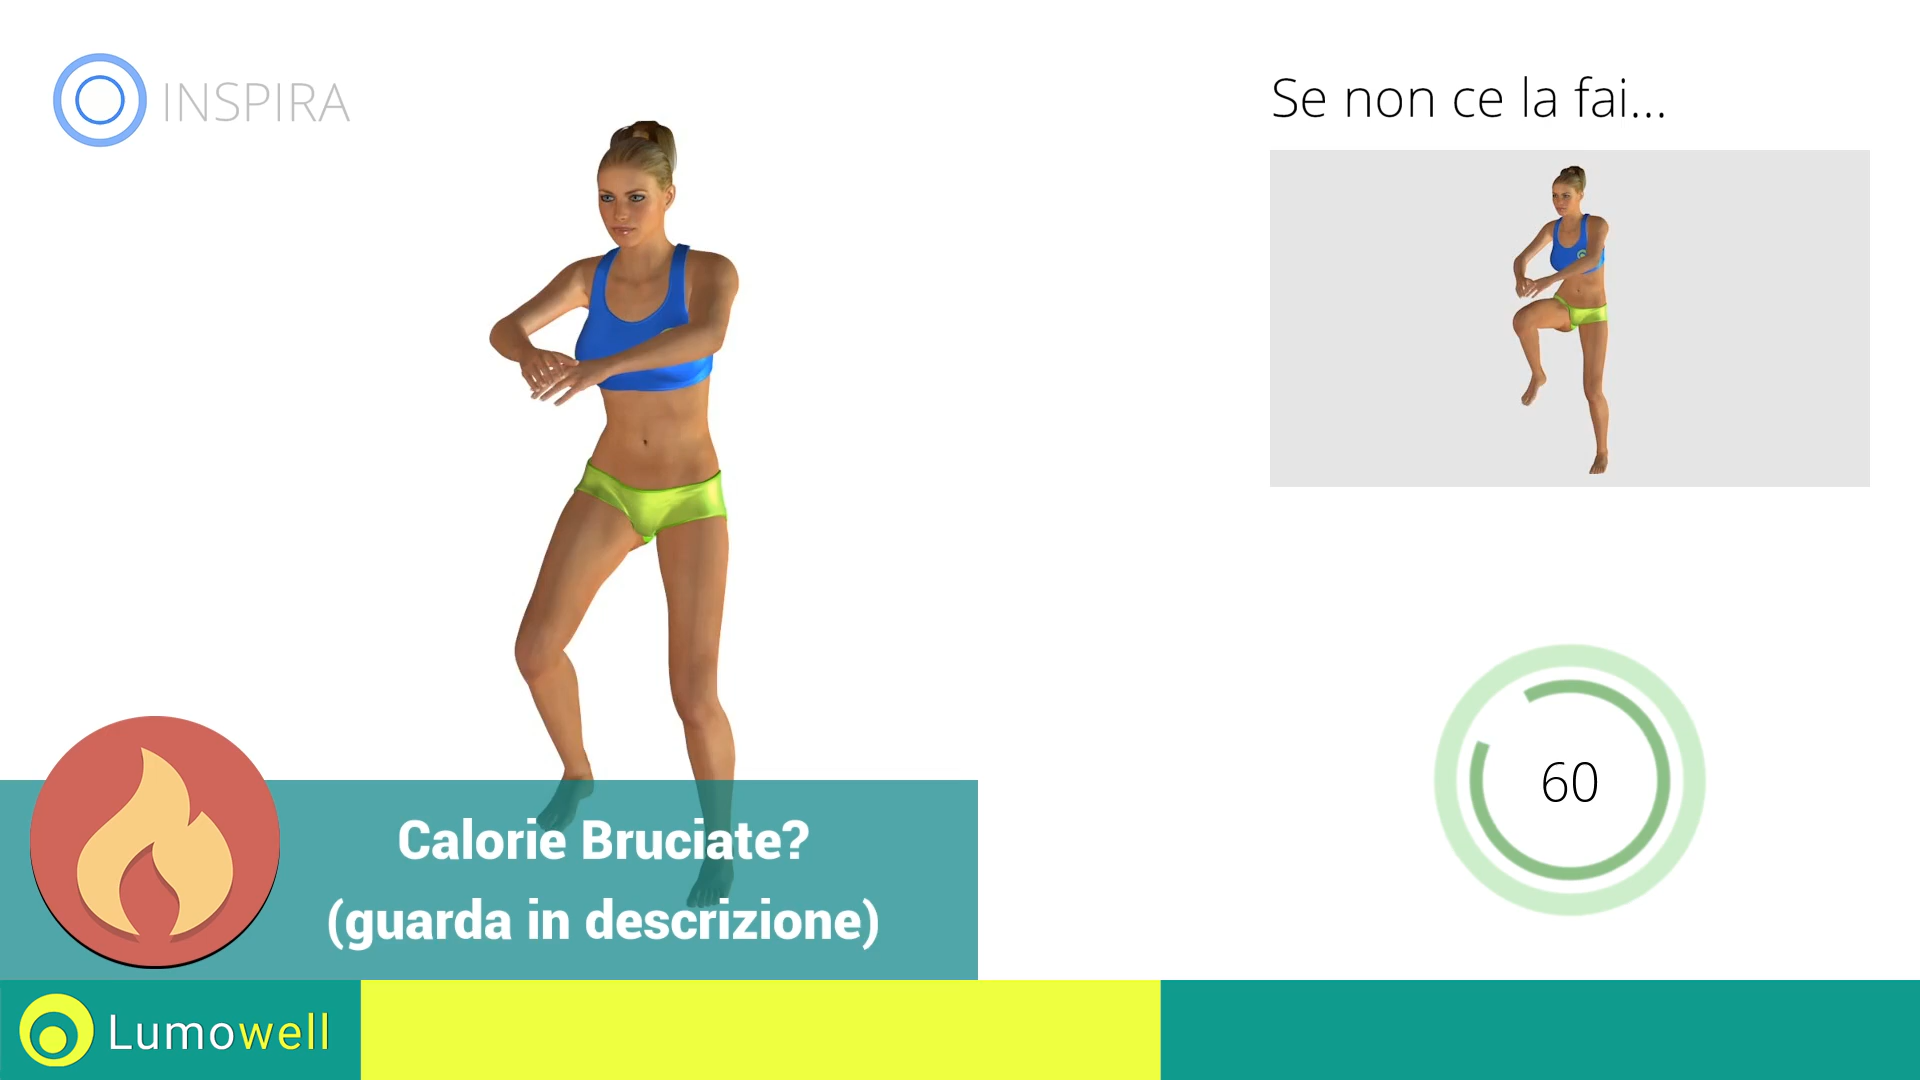 INSPIRA
Se non ce la fai...
60
Calorie Bruciate?
(guarda in descrizione)
Lumowell